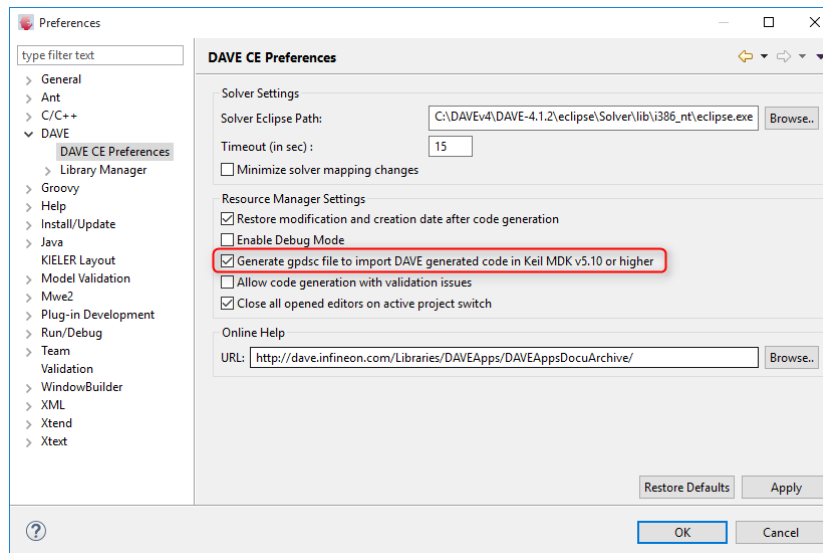 Preferences
type filter text
General
Ant
C/C++
DAVE
DAVE CE Preferences
Library Manager
Groovy
Help
Install/Update
Java
KIELER Layout
Model Validation
Mwe2
Plug-in Development
Run/Debug
Team
Validation
WindowBuilder
XML
Xtend
Xtext
DAVE CE Preferences
Solver Settings
Solver Eclipse Path: C:\DAVEv4\DAVE-4.1.2\eclipse\Solver\lib\i386_nt\eclipse.exe Browse..
Timeout (in sec) : 15
Minimize solver mapping changes
Resource Manager Settings
Restore modification and creation date after code generation
Enable Debug Mode
Generate gpdsc file to import DAVE generated code in Keil MDK v5.10 or higher
Allow code generation with validation issues
Close all opened editors on active project switch
Online Help
URL: http://dave.infineon.com/Libraries/DAVEApps/DAVEAppsDocuArchive/ Browse..
Restore Defaults Apply
? OK Cancel